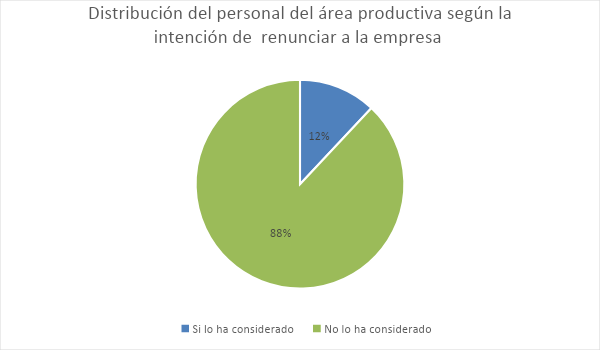 Distribución del personal del área productiva según la
intención de  renunciar a la empresa
12%
88%
Si lo ha considerado
No lo ha considerado